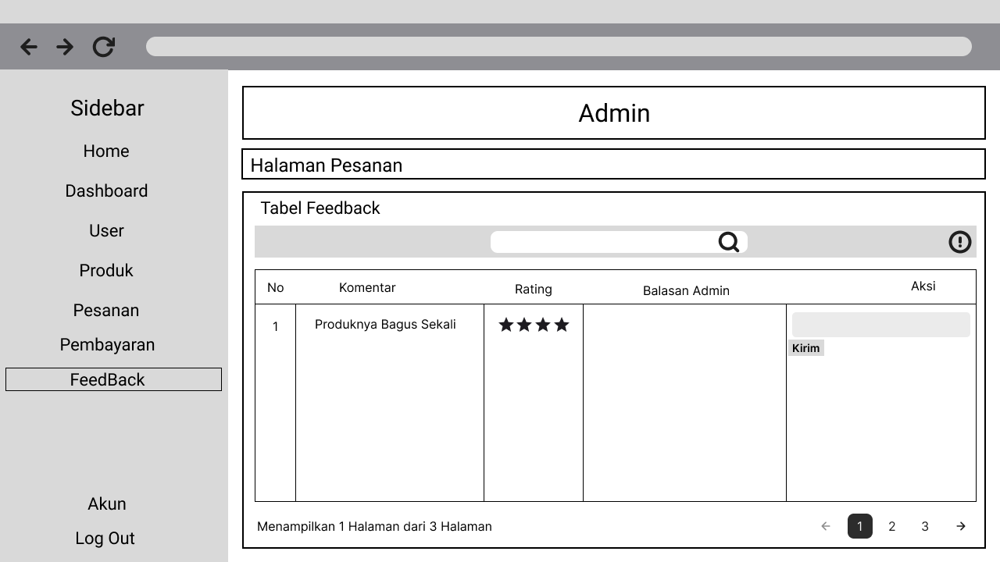 Sidebar
Home
Dashboard
User
Produk
Pesanan
Pembayaran
FeedBack
Akun
Log Out
Admin
Halaman Pesanan
Tabel Feedback
No Komentar Rating Balasan Admin Aksi
1 Produknya Bagus Sekali
Kirim
Menampilkan 1 Halaman dari 3 Halaman 1 2 3